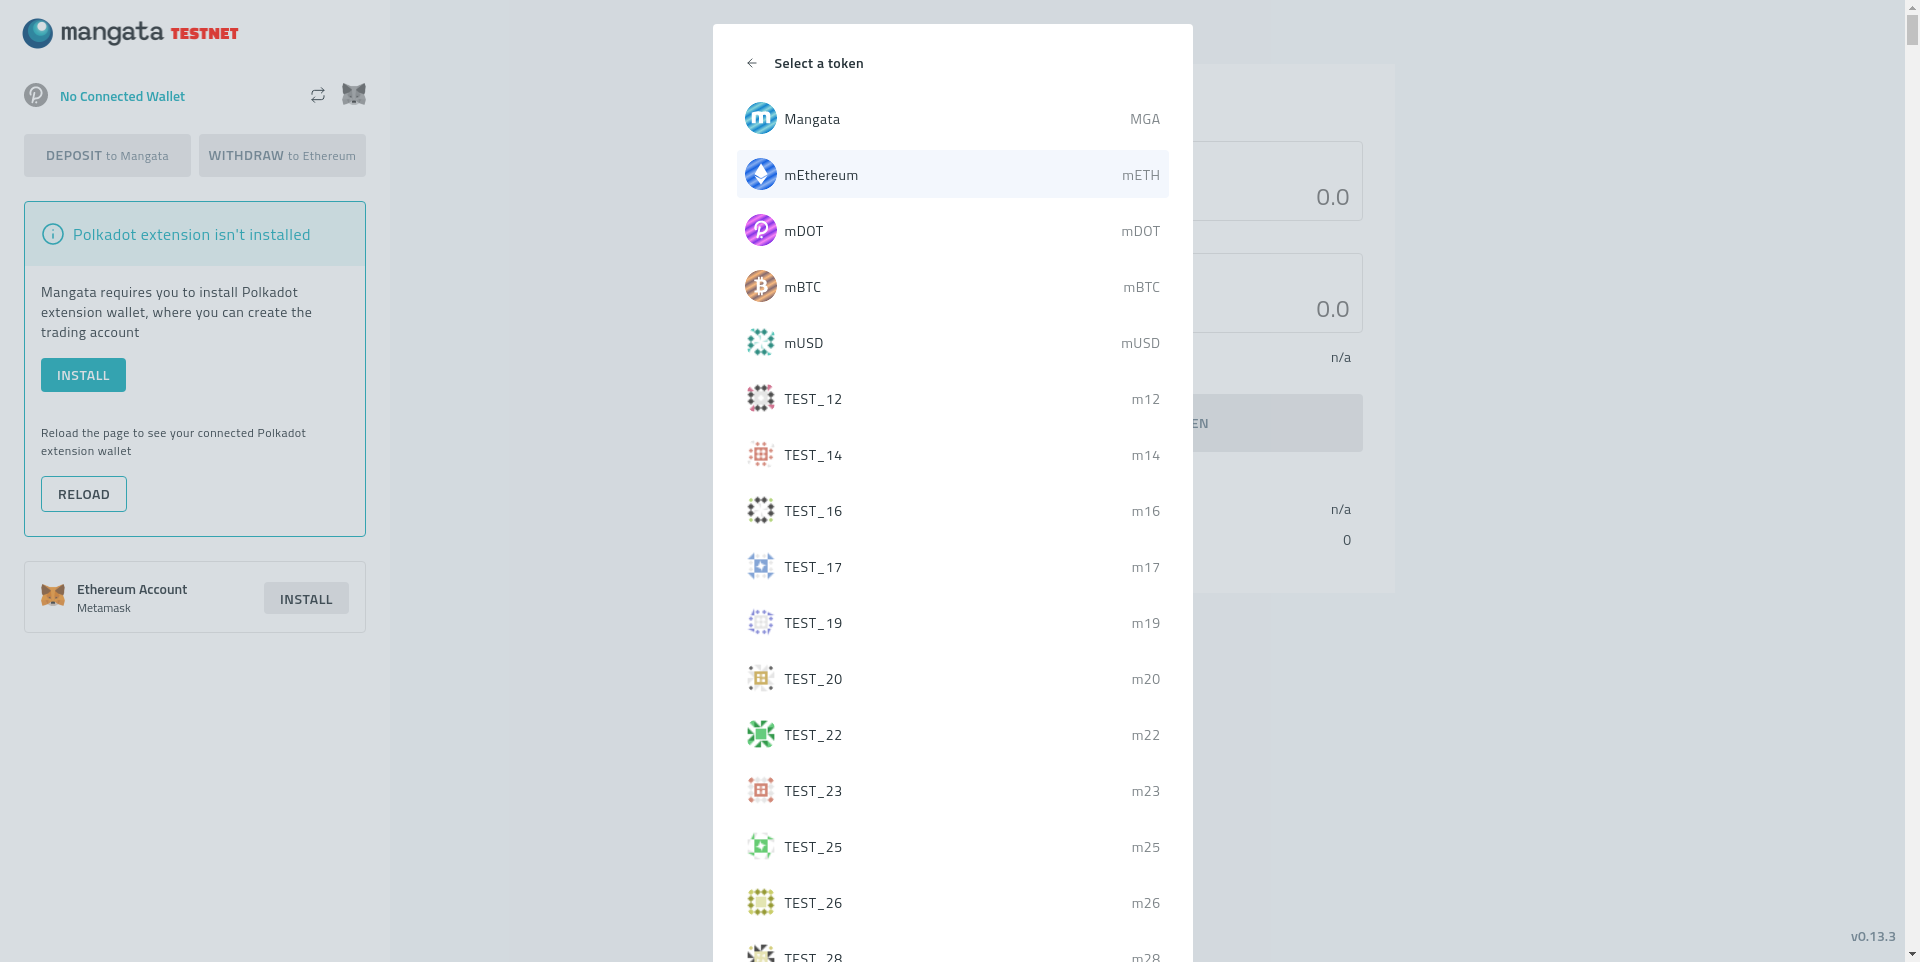 mangata TESTNET
No Connected Wallet
DEPOSIT to Mangata
WITHDRAW to Ethereum
Polkadot extension isn't installed
Mangata requires you to install Polkadot
extension wallet, where you can create the
trading account
INSTALL
Reload the page to see your connected Polkadot
extension wallet
RELOAD
Ethereum Account
Metamask
INSTALL
Select a token
Mangata MGA
mEthereum mETH
mDOT mDOT
mBTC mBTC
mUSD mUSD
TEST_12 m12
TEST_14 m14
TEST_16 m16
TEST_17 m17
TEST_19 m19
TEST_20 m20
TEST_22 m22
TEST_23 m23
TEST_25 m25
TEST_26 m26
TEST_28 m28
0.0
0.0
n/a
EN
n/a
0
v0.13.3